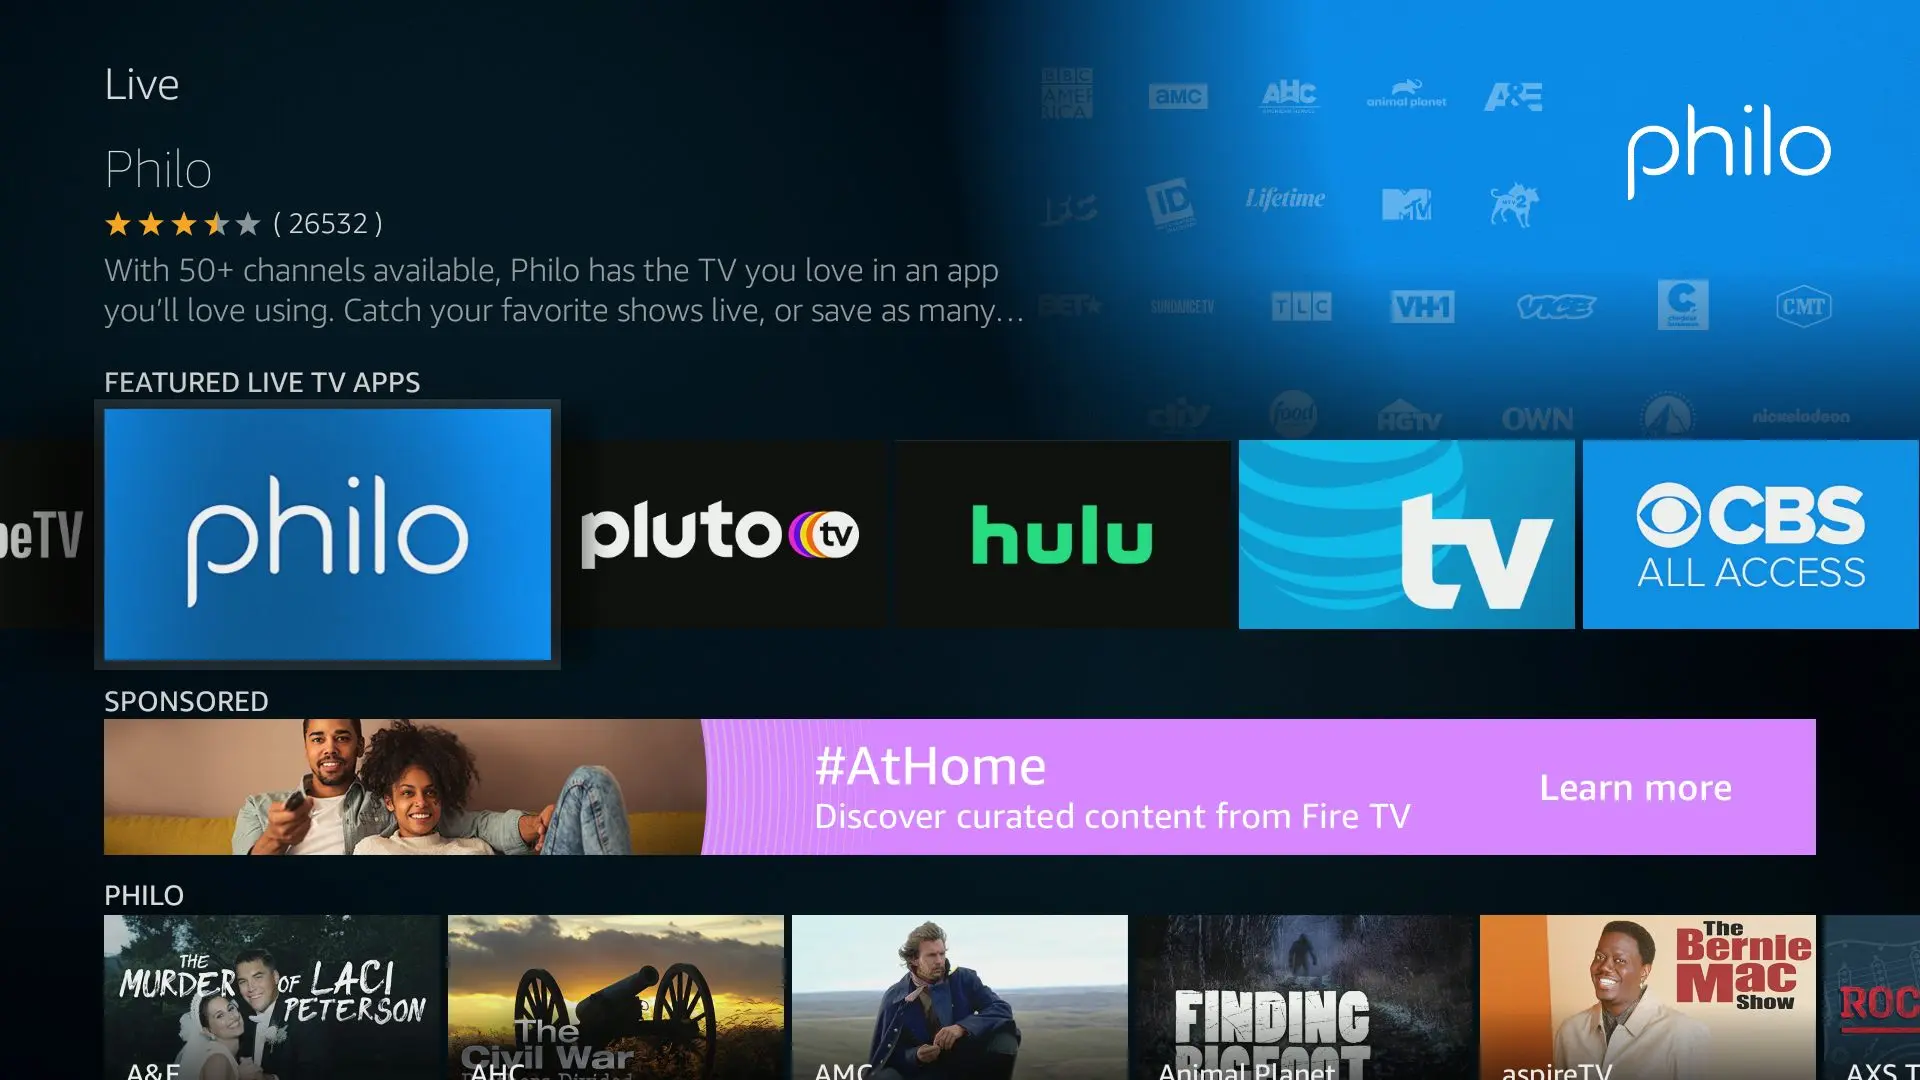 Live
Philo
( 26532 )
With 50+ channels available, Philo has the TV you love in an app
you’ll love using. Catch your favorite shows live, or save as many…
BBC
AMERICA
amc
AHC
animal planet
A&E
philo
IFC
ID
Lifetime
MTV
MTV2
BET★
SUNDANCETV
TLC
VH1
VICE
C.
CMT
diy
food
HGTV
OWN
nickelodeon
FEATURED LIVE TV APPS
beTV
philo
pluto tv
hulu
tv
CBS
ALL ACCESS
SPONSORED
#AtHome
Discover curated content from Fire TV
Learn more
PHILO
THE
MURDER OF LACI
PETERSON
A&E
The
Civil War
AHC
AMC
FINDING
BIGFOOT
Animal Planet
The
Bernie
Mac
Show
aspireTV
ROC
AXS T